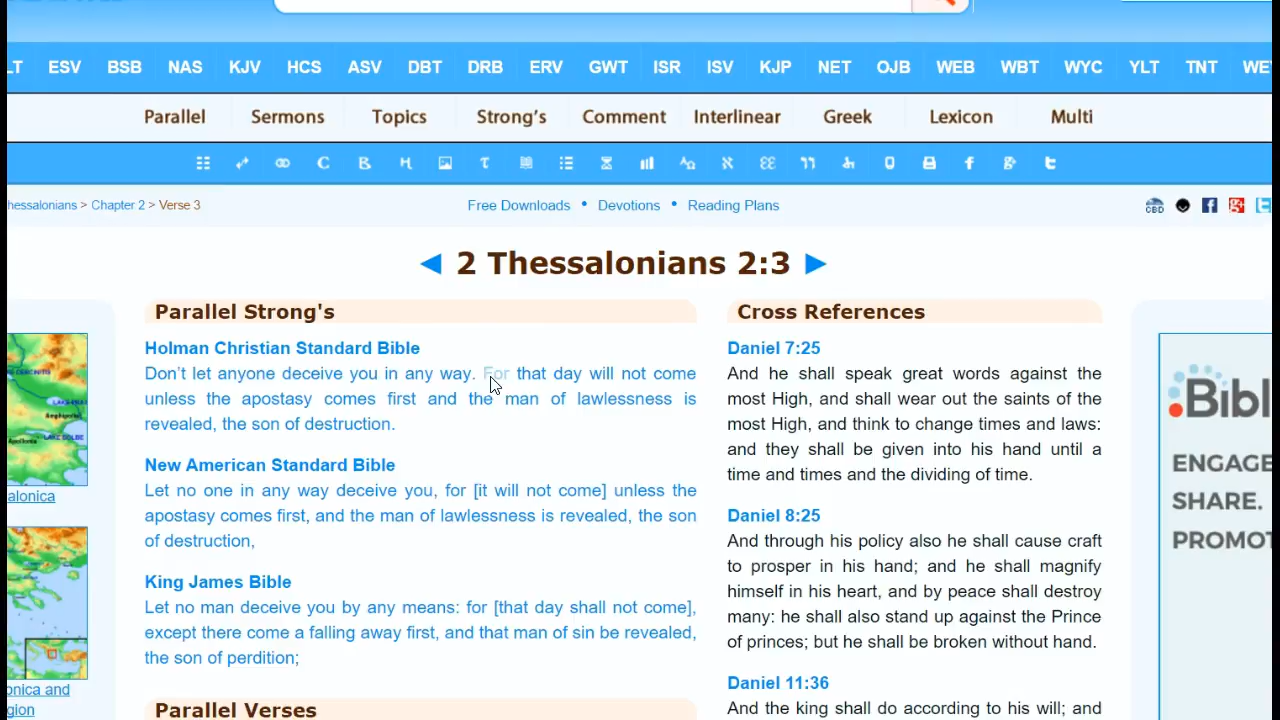 LT ESV BSB NAS KJV HCS ASV DBT DRB ERV GWT ISR ISV KJP NET OJB WEB WBT WYC YLT TNT WE
Parallel Sermons Topics Strong's Comment Interlinear Greek Lexicon Multi
hessalonians > Chapter 2 > Verse 3
Free Downloads • Devotions • Reading Plans
CBD
◄ 2 Thessalonians 2:3 ►
Parallel Strong's
Holman Christian Standard Bible
Don't let anyone deceive you in any way. For that day will not come
unless the apostasy comes first and the man of lawlessness is
revealed, the son of destruction.
New American Standard Bible
Let no one in any way deceive you, for [it will not come] unless the
apostasy comes first, and the man of lawlessness is revealed, the son
of destruction,
King James Bible
Let no man deceive you by any means: for [that day shall not come],
except there come a falling away first, and that man of sin be revealed,
the son of perdition;
Parallel Verses
Cross References
Daniel 7:25
And he shall speak great words against the
most High, and shall wear out the saints of the
most High, and think to change times and laws:
and they shall be given into his hand until a
time and times and the dividing of time.
Daniel 8:25
And through his policy also he shall cause craft
to prosper in his hand; and he shall magnify
himself in his heart, and by peace shall destroy
many: he shall also stand up against the Prince
of princes; but he shall be broken without hand.
Daniel 11:36
And the king shall do according to his will; and
Amphipolis
Apollonia
alonica
onica and
gion
Bibl
ENGAGE
SHARE.
PROMOT